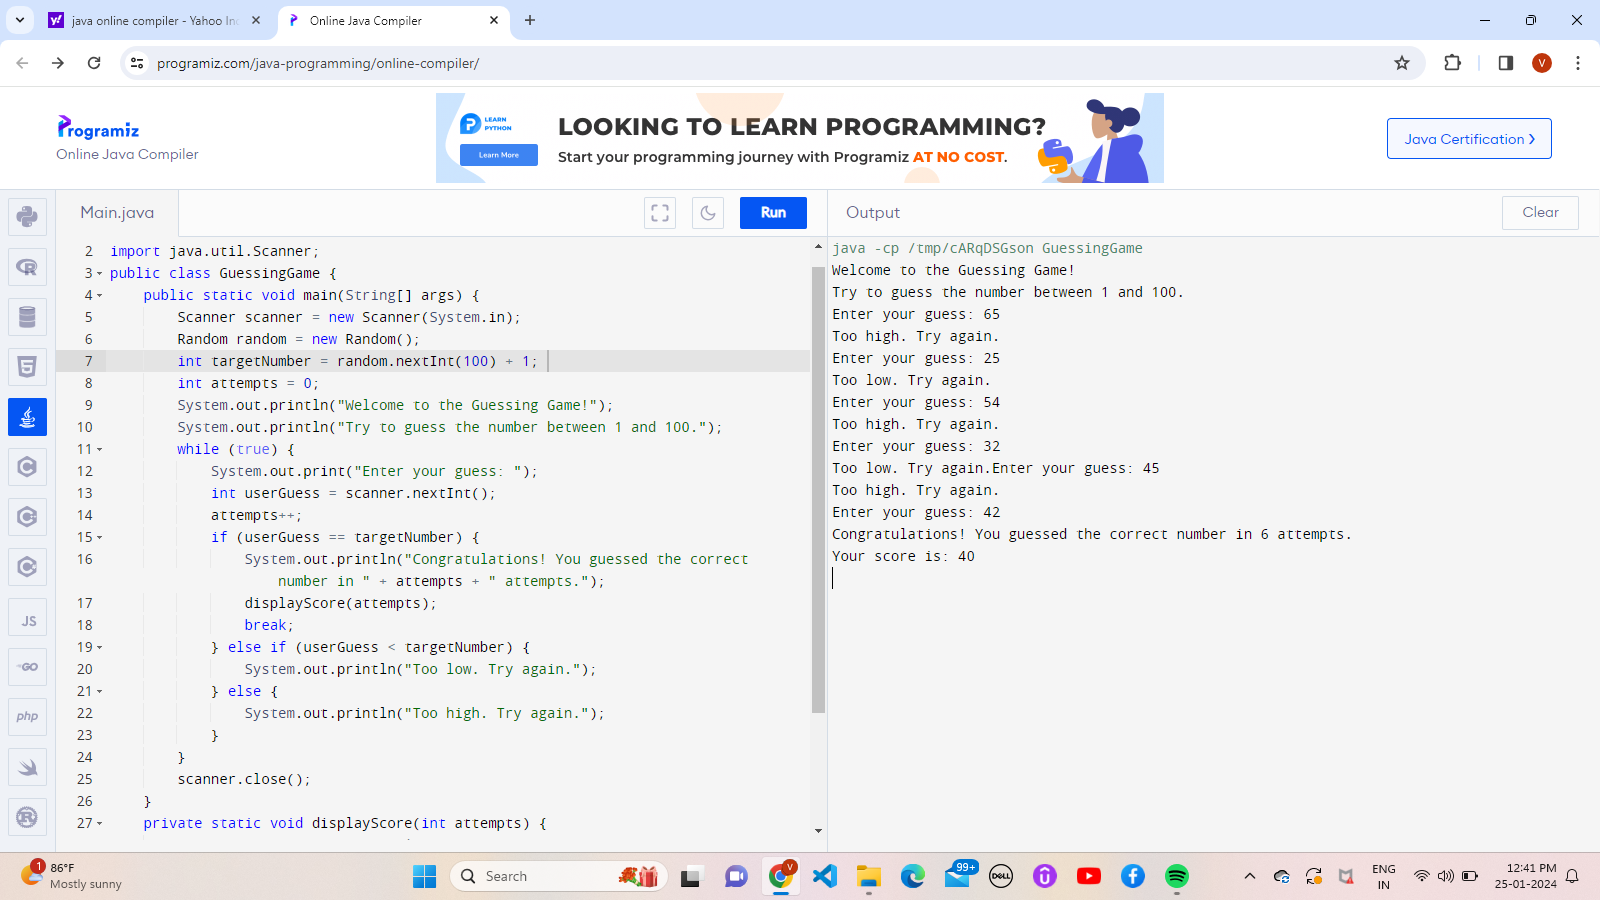 java online compiler - Yahoo In
Online Java Compiler
programiz.com/java-programming/online-compiler/
V
Programiz
Online Java Compiler
LEARN
PYTHON
Learn More
LOOKING TO LEARN PROGRAMMING?
Start your programming journey with Programiz AT NO COST.
Java Certification
Main.java
Run
Output
Clear
2 import java.util.Scanner;
3 public class GuessingGame {
4 public static void main(String[] args) {
5 Scanner scanner = new Scanner(System.in);
6 Random random = new Random();
7 int targetNumber = random.nextInt(100) + 1;
8 int attempts = 0;
9 System.out.println("Welcome to the Guessing Game!");
10 System.out.println("Try to guess the number between 1 and 100.");
11 while (true) {
12 System.out.print("Enter your guess: ");
13 int userGuess = scanner.nextInt();
14 attempts++;
15 if (userGuess == targetNumber) {
16 System.out.println("Congratulations! You guessed the correct
number in " + attempts + " attempts.");
17 displayScore(attempts);
18 break;
19 } else if (userGuess < targetNumber) {
20 System.out.println("Too low. Try again.");
21 } else {
22 System.out.println("Too high. Try again.");
23 }
24 }
25 scanner.close();
26 }
27 private static void displayScore(int attempts) {
java -cp /tmp/cARqDSGson GuessingGame
Welcome to the Guessing Game!
Try to guess the number between 1 and 100.
Enter your guess: 65
Too high. Try again.
Enter your guess: 25
Too low. Try again.
Enter your guess: 54
Too high. Try again.
Enter your guess: 32
Too low. Try again.Enter your guess: 45
Too high. Try again.
Enter your guess: 42
Congratulations! You guessed the correct number in 6 attempts.
Your score is: 40
JS
GO
php
1
86°F
Mostly sunny
Search
V
99+
DELL
ENG
IN
12:41 PM
25-01-2024